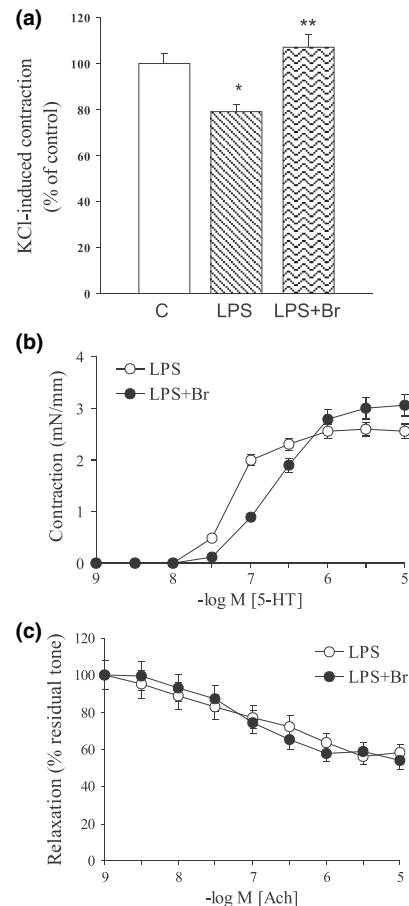 (a)
KCl-induced contraction
(% of control)
120
100
80
60
40
20
0
*
**
C LPS LPS+Br
(b)
LPS
LPS+Br
Contraction (mN/mm)
4
3
2
1
0
9 8 7 6 5
-log M [5-HT]
(c)
LPS
LPS+Br
Relaxation (% residual tone)
120
100
80
60
40
20
0
9 8 7 6 5
-log M [Ach]